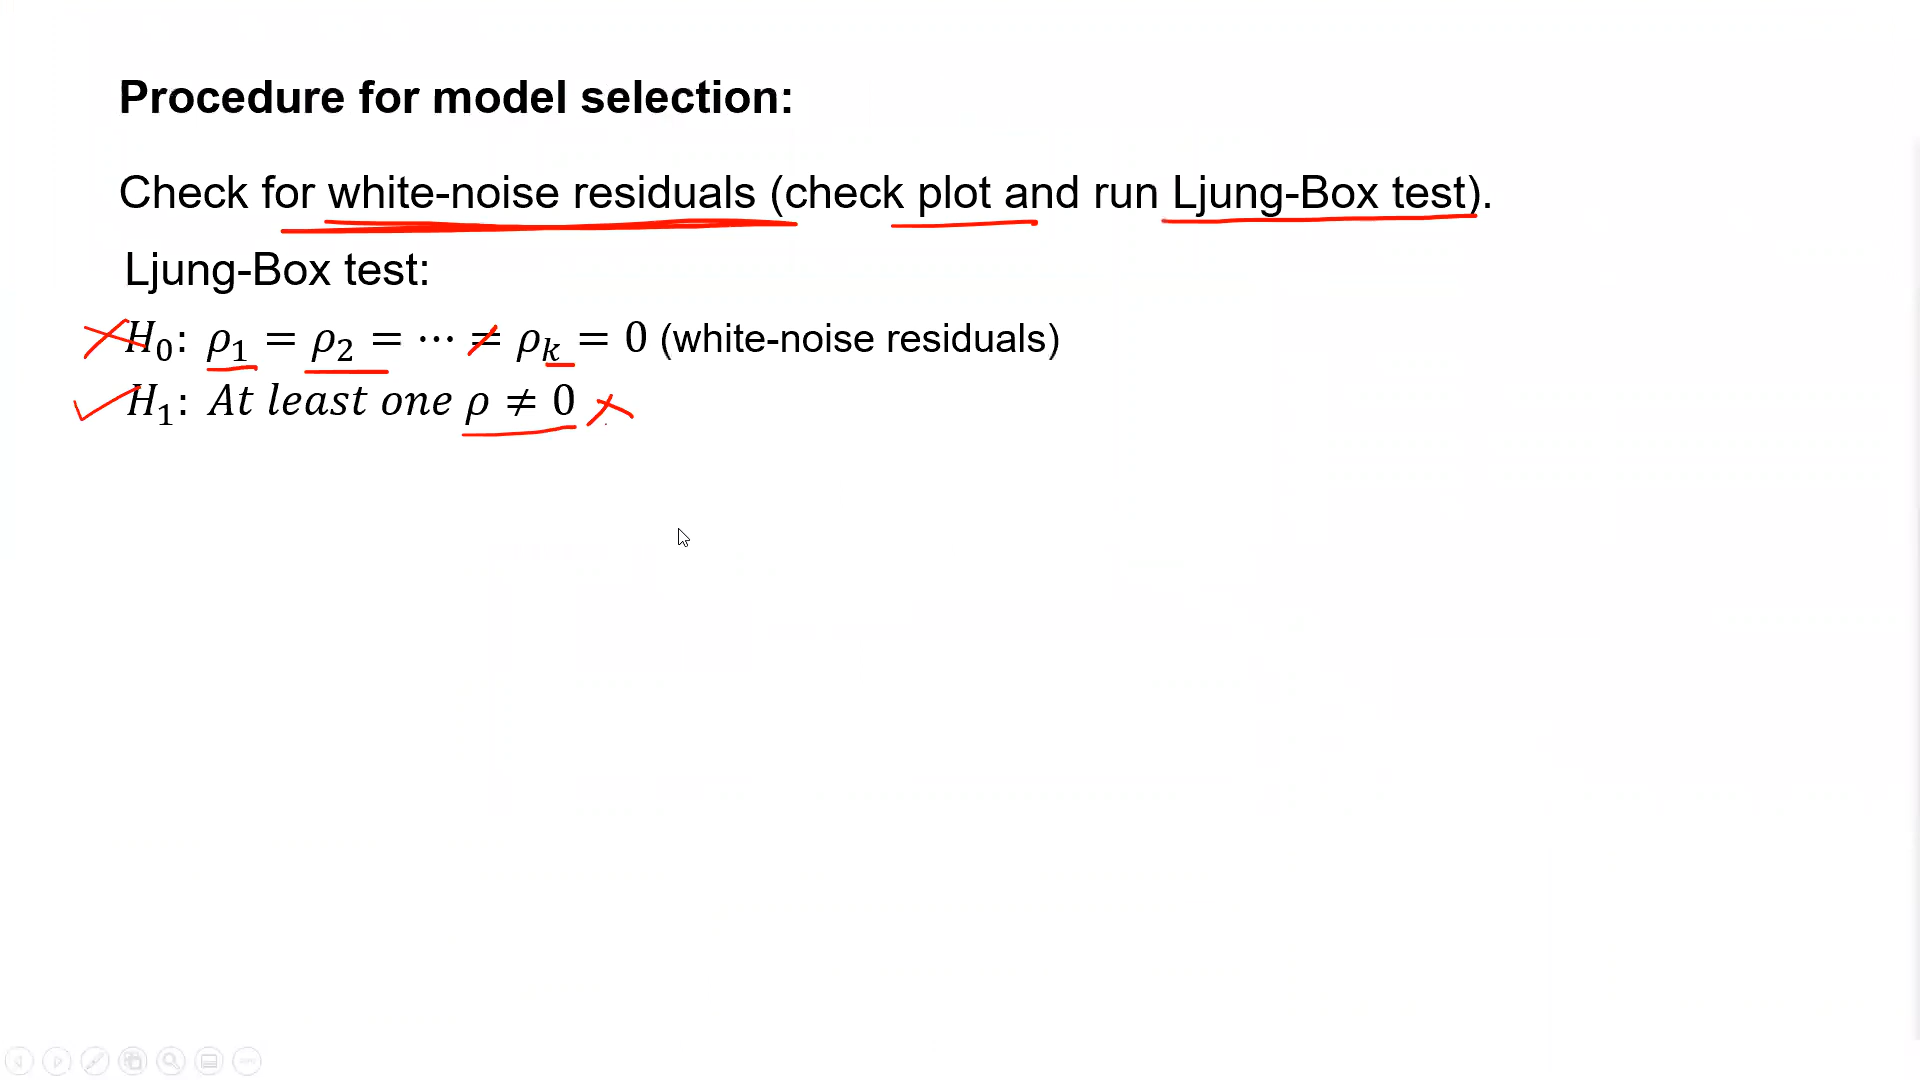 Procedure for model selection:
Check for white-noise residuals (check plot and run Ljung-Box test).
Ljung-Box test:
H₀: ρ₁ = ρ₂ = ⋯ = ρₖ = 0 (white-noise residuals)
H₁: At least one ρ ≠ 0